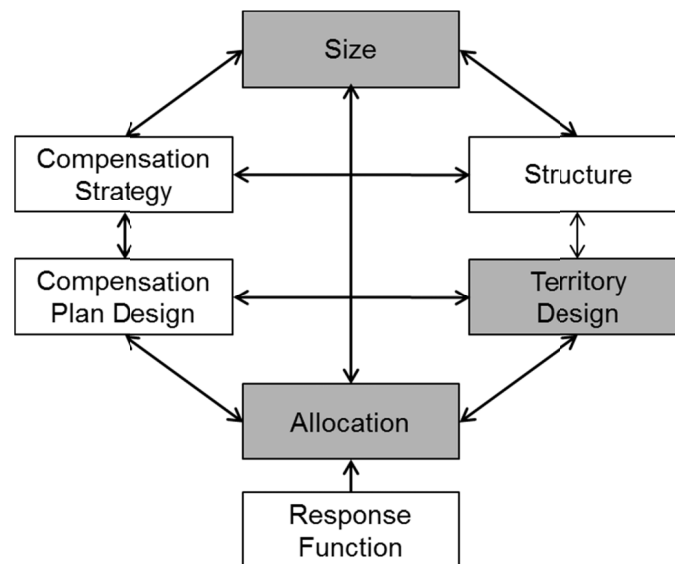 Size
Compensation
Strategy
Structure
Compensation
Plan Design
Territory
Design
Allocation
Response
Function